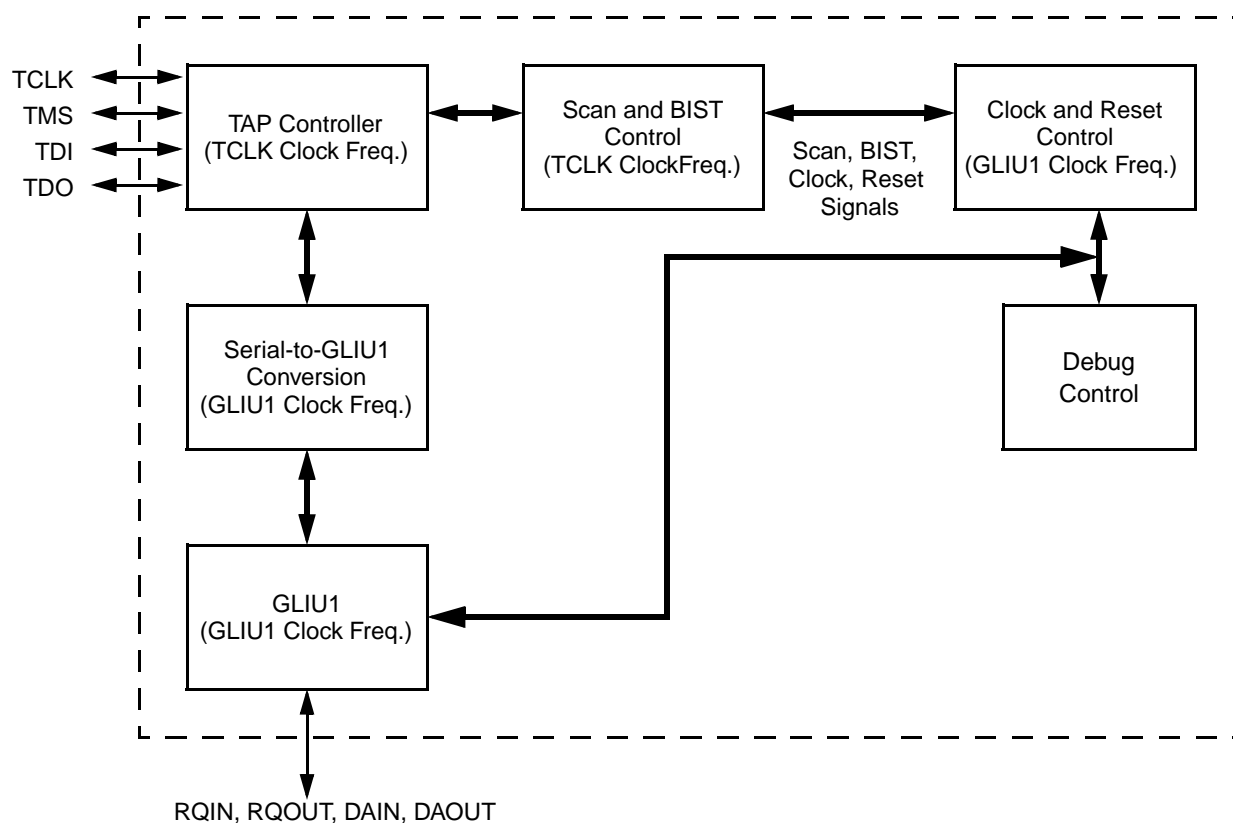 TCLK
TMS
TDI
TDO
TAP Controller
(TCLK Clock Freq.)
Scan and BIST
Control
(TCLK ClockFreq.)
Scan, BIST,
Clock, Reset
Signals
Clock and Reset
Control
(GLIU1 Clock Freq.)
Serial-to-GLIU1
Conversion
(GLIU1 Clock Freq.)
Debug
Control
GLIU1
(GLIU1 Clock Freq.)
RQIN, RQOUT, DAIN, DAOUT